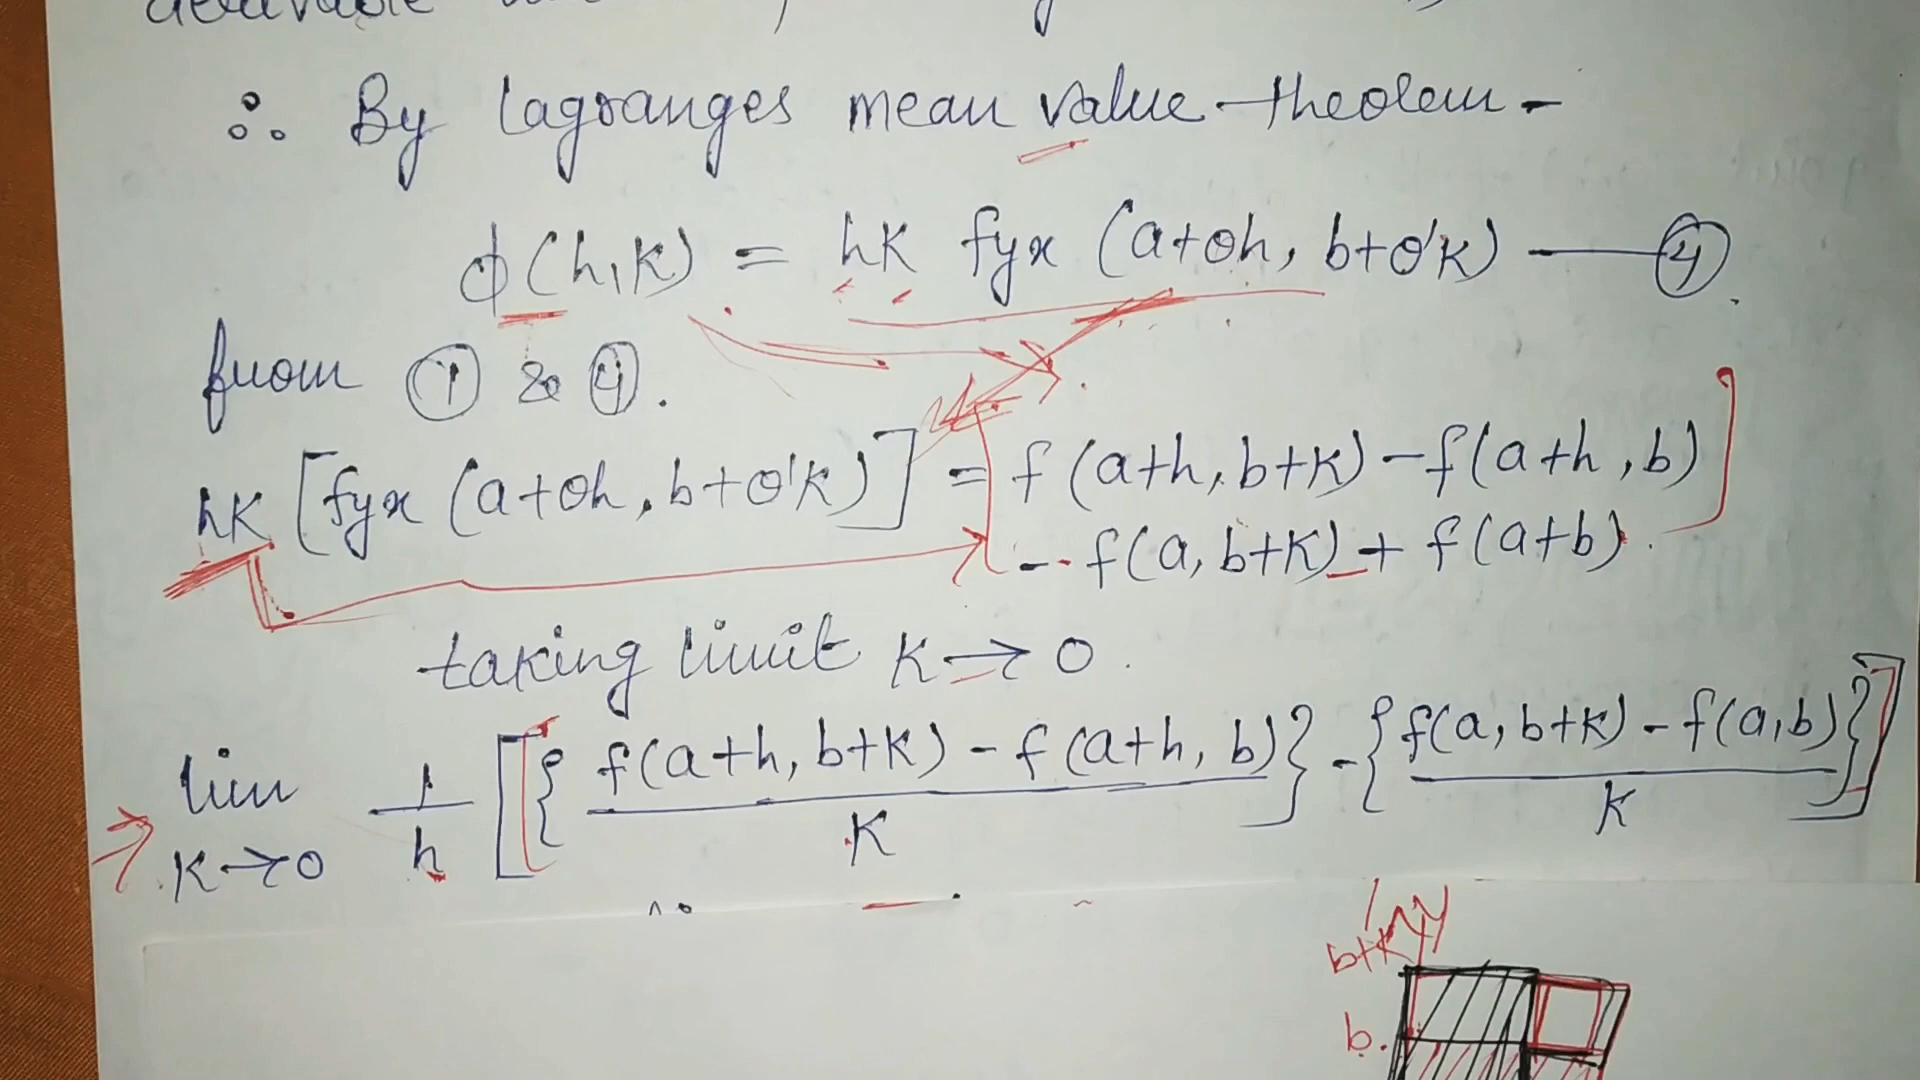 ∴ By lagranges mean value theolem -
ϕ(h,k) = hk fyx (a+θh, b+θ'k) — ④
from ① & ④.
hk [fyx (a+θh, b+θ'k)] = [f(a+h, b+k) - f(a+h, b)
- f(a, b+k) + f(a+b).]
taking limit k→0.
⇒ lim k→0 1/h [{f(a+h, b+k) - f(a+h, b)/k} - {f(a, b+k) - f(a,b)/k}]
b+k
b.